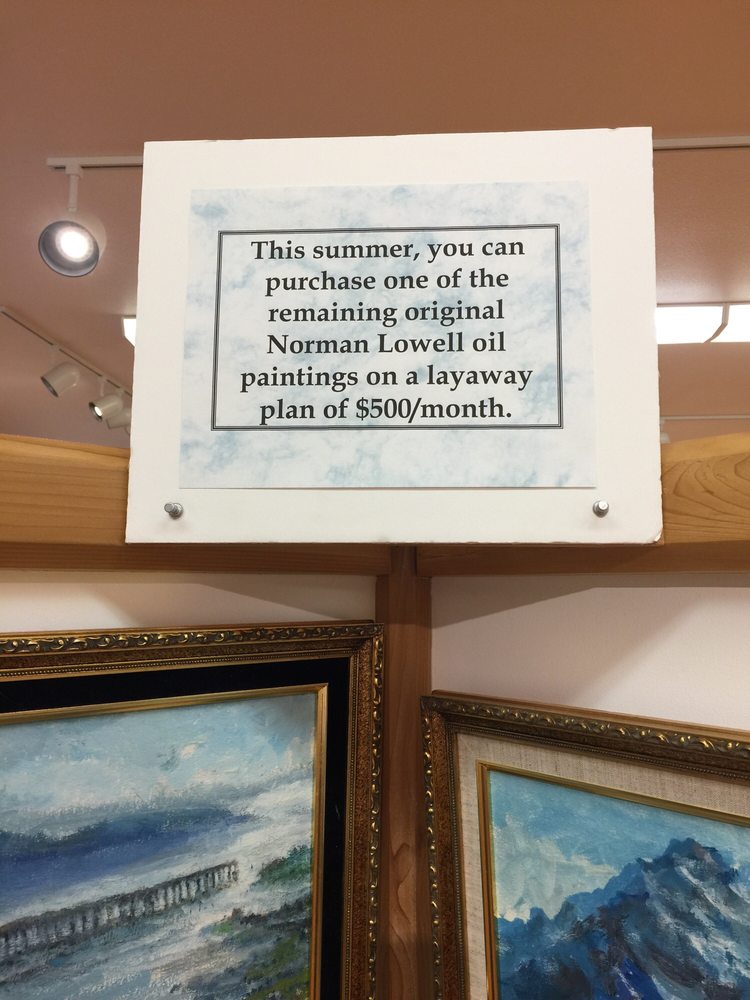 This summer, you can
purchase one of the
remaining original
Norman Lowell oil
paintings on a layaway
plan of $500/month.